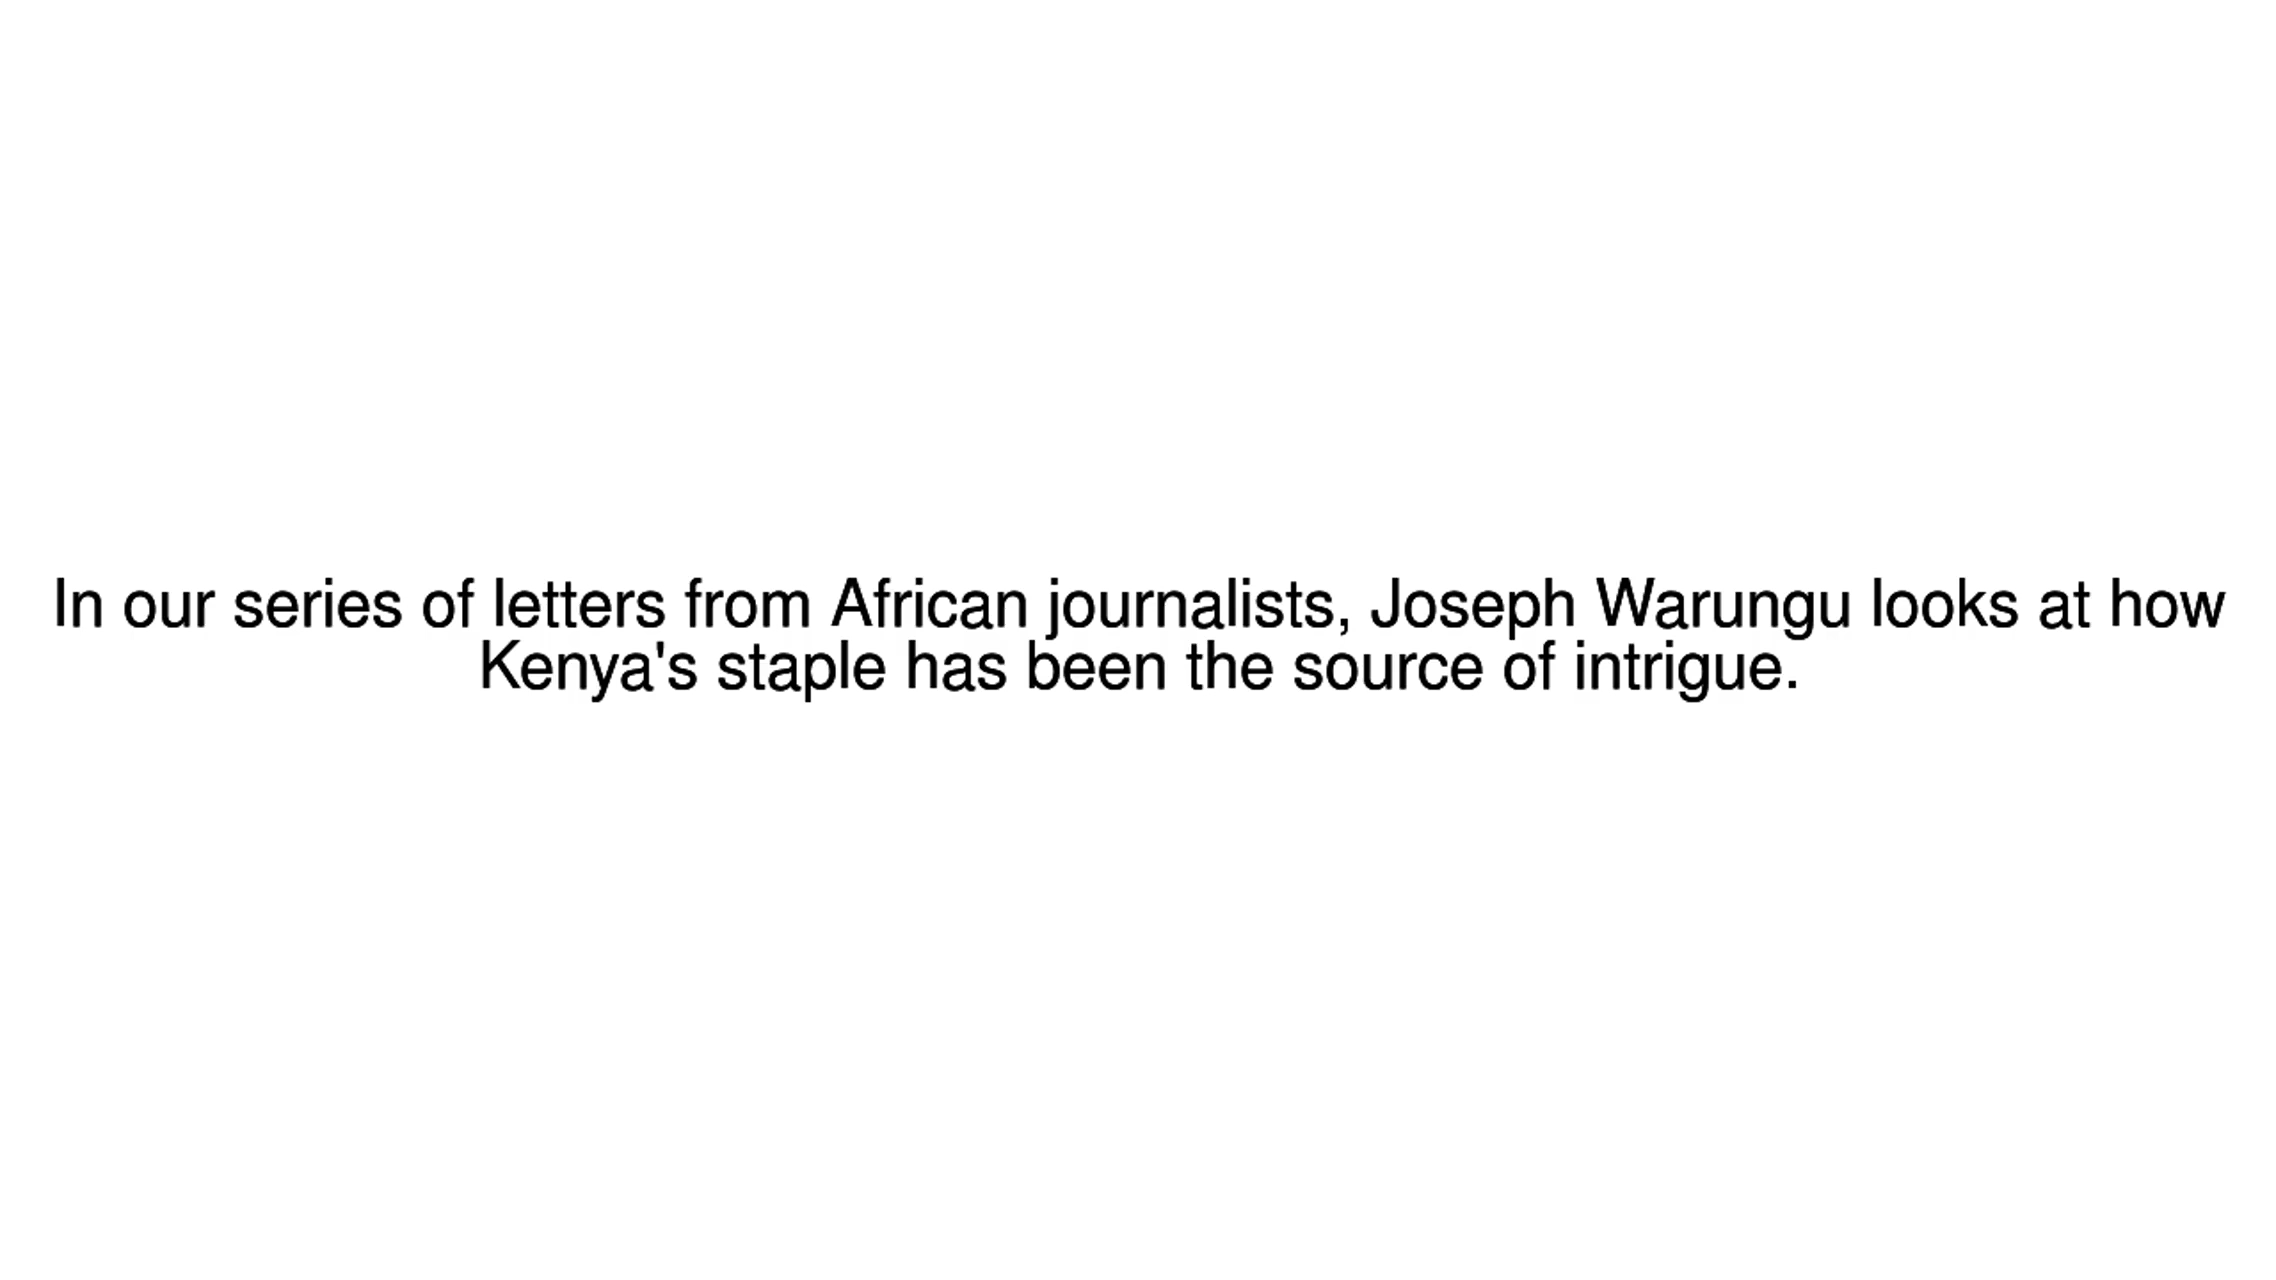 In our series of letters from African journalists, Joseph Warungu looks at how
Kenya's staple has been the source of intrigue.